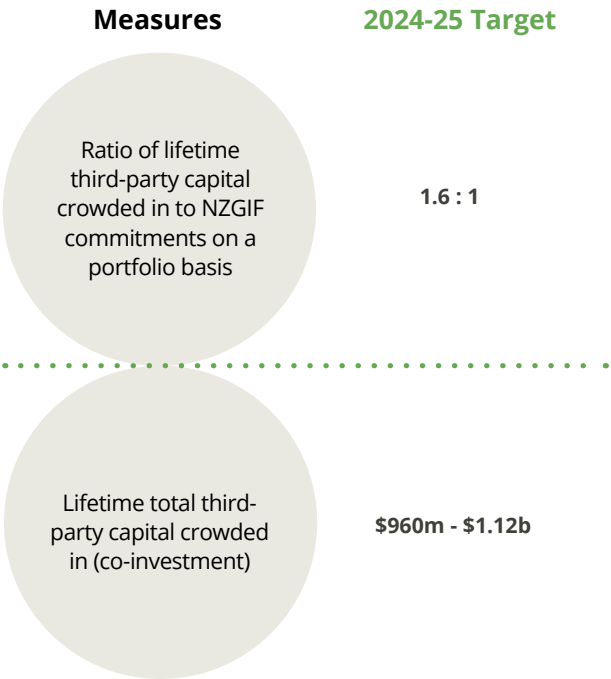 Measures
2024-25 Target
Ratio of lifetime
third-party capital
crowded in to NZGIF
commitments on a
portfolio basis
1.6 : 1
Lifetime total third-
party capital crowded
in (co-investment)
$960m - $1.12b